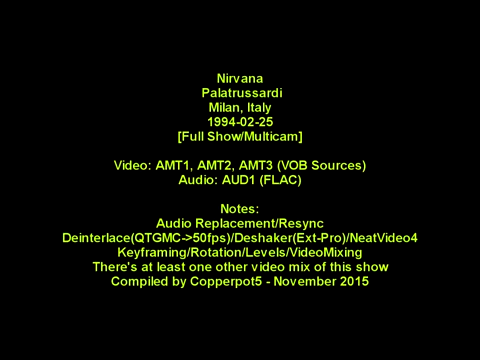 Nirvana
Palatrussardi
Milan, Italy
1994-02-25
[Full Show/Multicam]
Video: AMT1, AMT2, AMT3 (VOB Sources)
Audio: AUD1 (FLAC)
Notes:
Audio Replacement/Resync
Deinterlace(QTGMC->50fps)/Deshaker(Ext-Pro)/NeatVideo4
Keyframing/Rotation/Levels/VideoMixing
There's at least one other video mix of this show
Compiled by Copperpot5 - November 2015